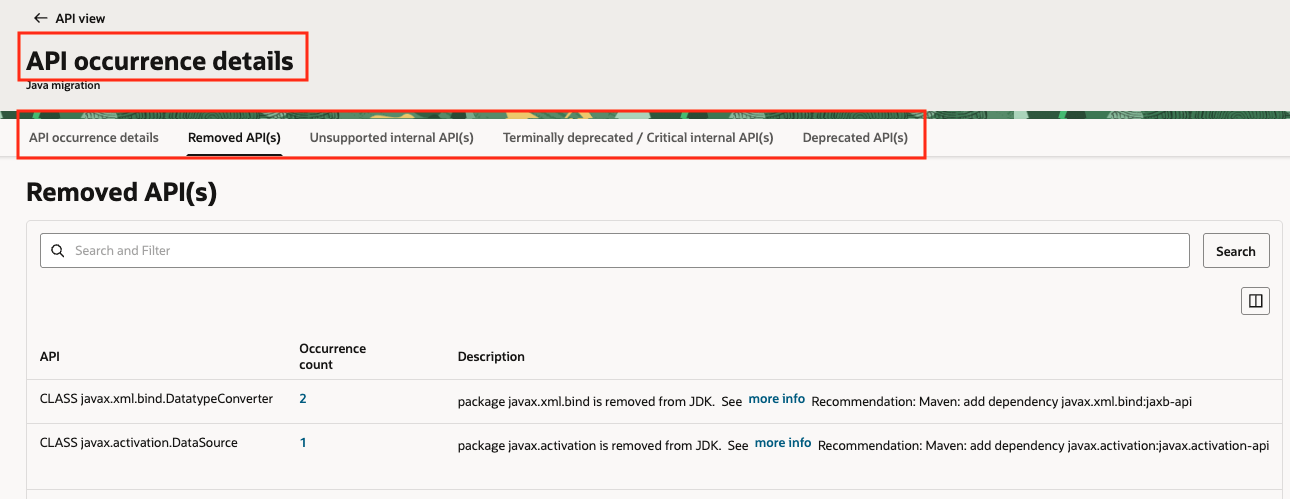 API view
API occurrence details
Java migration
API occurrence details Removed API(s) Unsupported internal API(s) Terminally deprecated / Critical internal API(s) Deprecated API(s)
Removed API(s)
Search and Filter Search
API Occurrence count Description
CLASS javax.xml.bind.DatatypeConverter 2 package javax.xml.bind is removed from JDK. See more info Recommendation: Maven: add dependency javax.xml.bind:jaxb-api
CLASS javax.activation.DataSource 1 package javax.activation is removed from JDK. See more info Recommendation: Maven: add dependency javax.activation:javax.activation-api